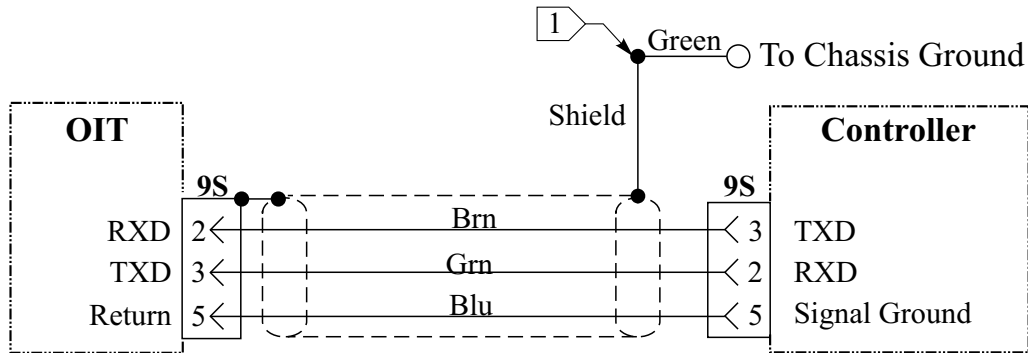 1
Green
To Chassis Ground
Shield
OIT
Controller
9S
9S
RXD 2 Brn 3 TXD
TXD 3 Grn 2 RXD
Return 5 Blu 5 Signal Ground